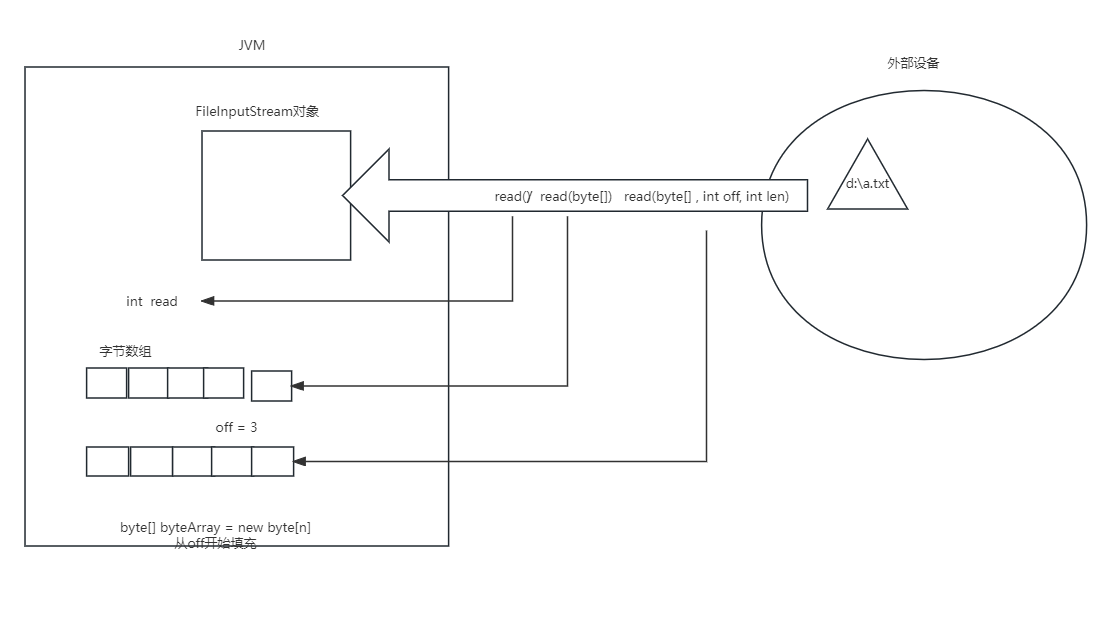 JVM
外部设备
FileInputStream对象
d:\a.txt
read()/ read(byte[]) read(byte[] , int off, int len)
int read
字节数组
off = 3
byte[] byteArray = new byte[n]
从off开始填充